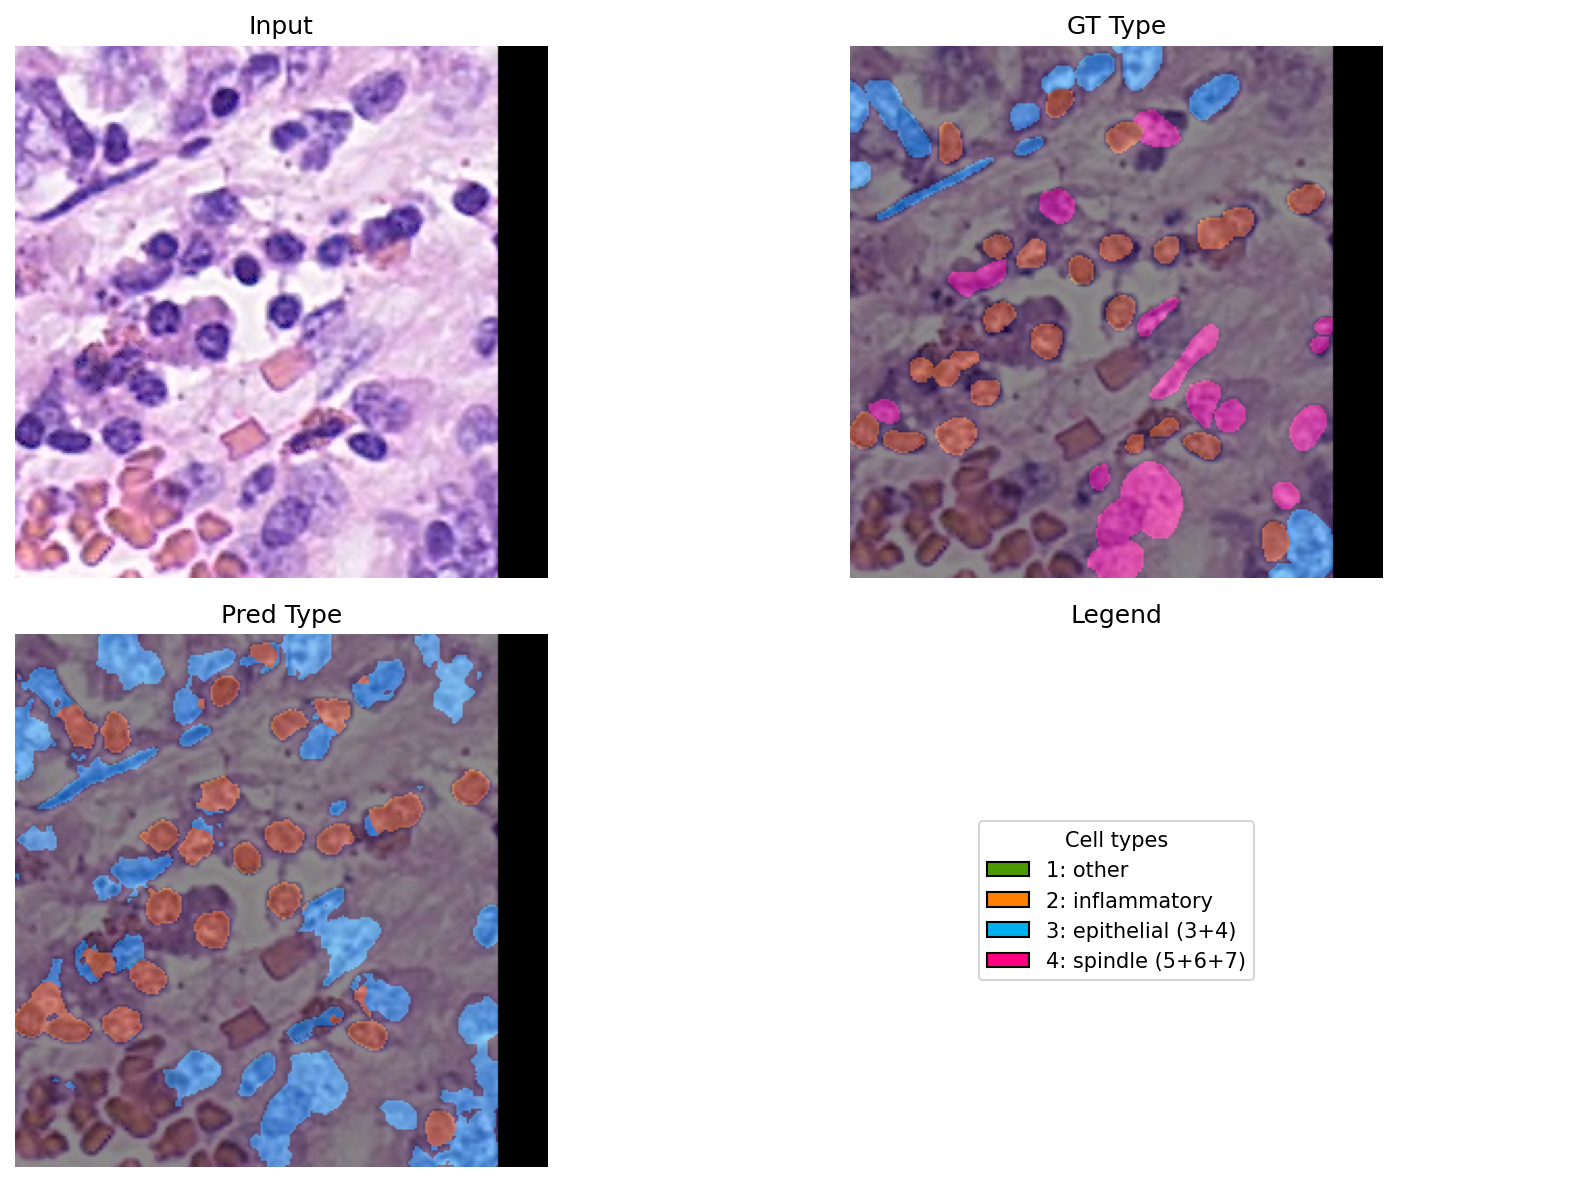 Input
GT Type
Pred Type
Legend
Cell types
1: other
2: inflammatory
3: epithelial (3+4)
4: spindle (5+6+7)